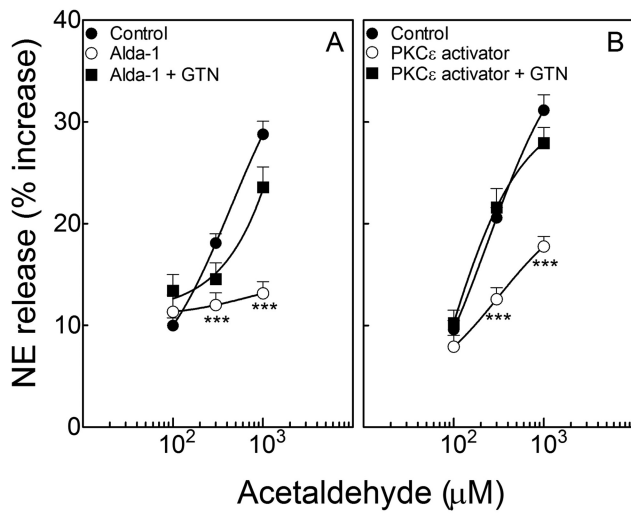 40
30
20
10
0
NE release (% increase)
Control
Alda-1
Alda-1 + GTN
A
***
***
Control
PKCε activator
PKCε activator + GTN
B
***
***
10² 10³ 10² 10³
Acetaldehyde (μM)